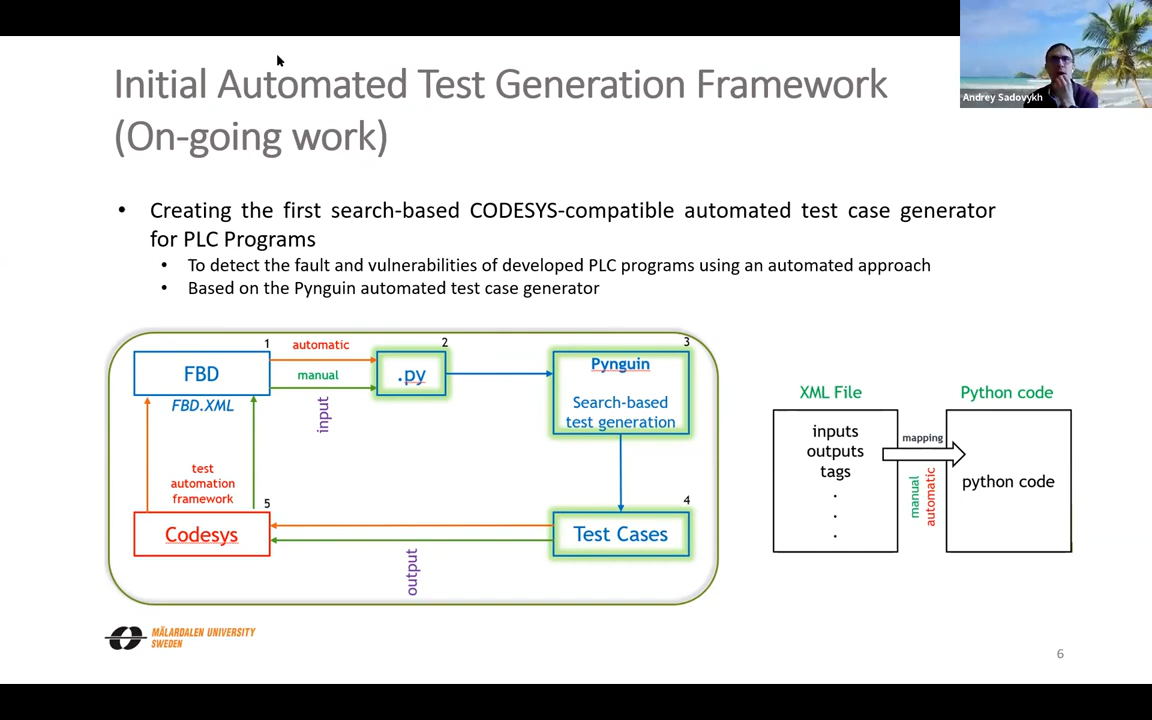 Andrey Sadovykh
Initial Automated Test Generation Framework
(On-going work)
• Creating the first search-based CODESYS-compatible automated test case generator
for PLC Programs
• To detect the fault and vulnerabilities of developed PLC programs using an automated approach
• Based on the Pynguin automated test case generator
1
automatic
2
3
FBD
manual
.py
Pynguin
Search-based
test generation
FBD.XML
input
test
automation
framework
5
4
Codesys
Test Cases
output
XML File
Python code
inputs
outputs
tags
.
.
.
mapping
manual
automatic
python code
MÄLARDALEN UNIVERSITY
SWEDEN
6